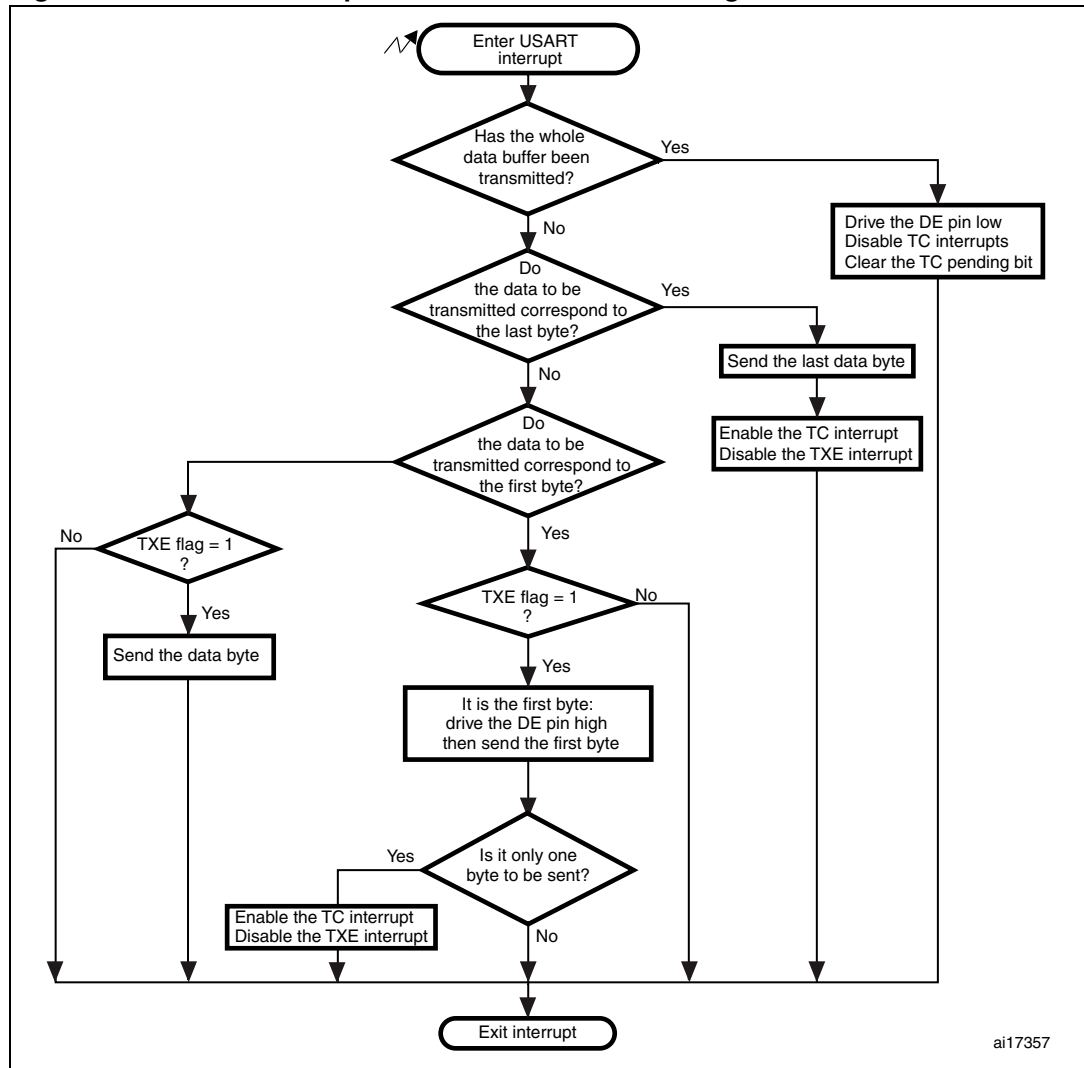 Enter USART
interrupt
Has the whole
data buffer been
transmitted?
Yes
Drive the DE pin low
Disable TC interrupts
Clear the TC pending bit
No
Do
the data to be
transmitted correspond to
the last byte?
Yes
Send the last data byte
Enable the TC interrupt
Disable the TXE interrupt
No
Do
the data to be
transmitted correspond to
the first byte?
No
TXE flag = 1
?
Yes
Send the data byte
Yes
TXE flag = 1
?
No
Yes
It is the first byte:
drive the DE pin high
then send the first byte
Is it only one
byte to be sent?
Yes
Enable the TC interrupt
Disable the TXE interrupt
No
Exit interrupt
ai17357